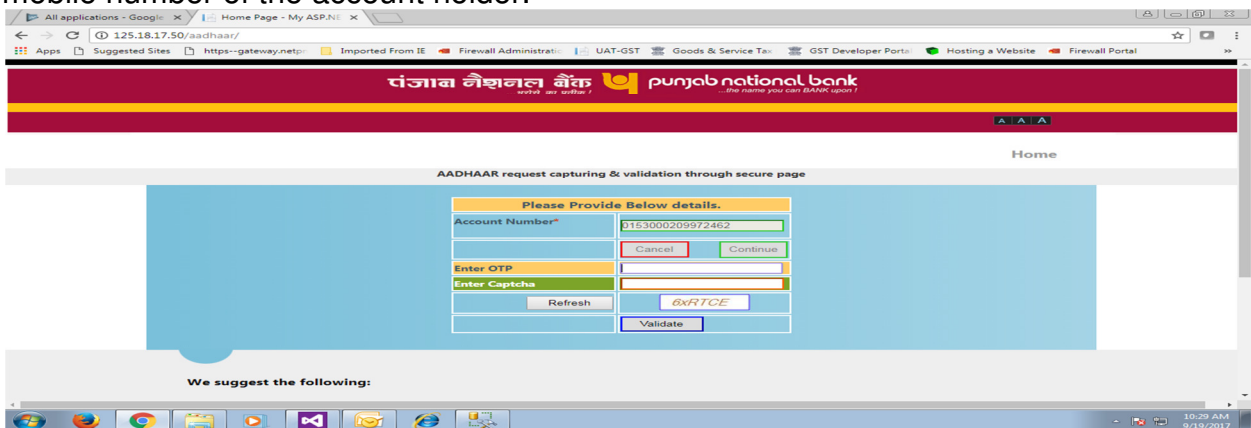 mobile number of the account holder.
All applications - Google
Home Page - My ASP.NE
125.18.17.50/aadhaar/
Apps Suggested Sites https--gateway.netpn Imported From IE Firewall Administratio UAT-GST Goods & Service Tax GST Developer Portal Hosting a Website Firewall Portal
पंजाब नैशनल बैंक punjab national bank
भरोसे का प्रतीक ! ...the name you can BANK upon !
A A A
Home
AADHAAR request capturing & validation through secure page
Please Provide Below details.
Account Number* 0153000209972462
Cancel Continue
Enter OTP
Enter Captcha
Refresh 6xRTCE
Validate
We suggest the following:
10:29 AM
9/19/2017